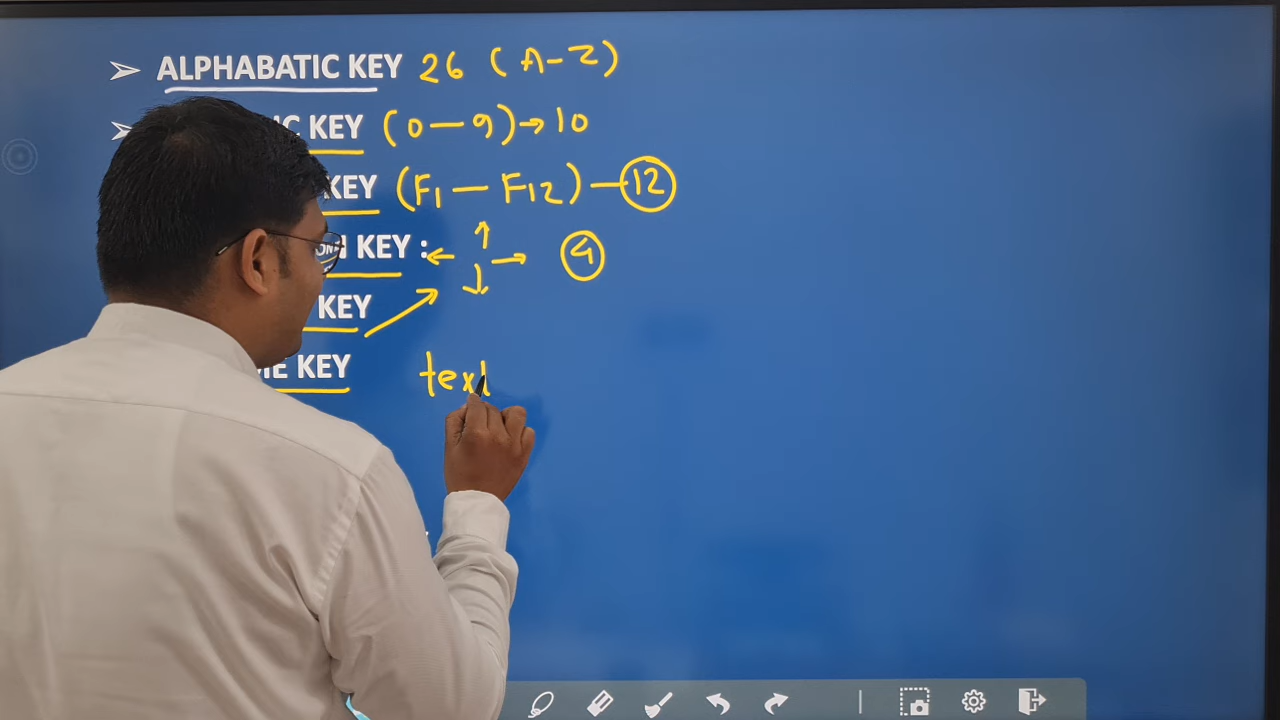 ➢ ALPHABATIC KEY 26 (A-Z)
KEY (0-9)→10
KEY (F1-F12)-12
KEY : ← ↑ ↓ → 4
KEY
KEY text